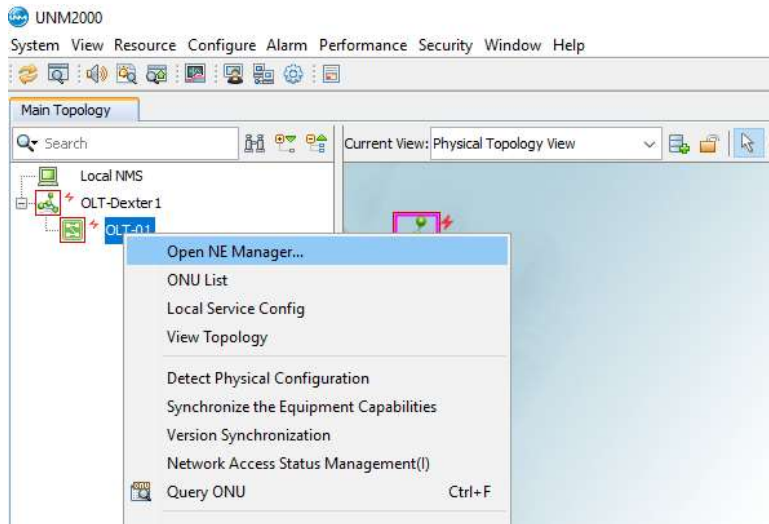 UNM2000
System View Resource Configure Alarm Performance Security Window Help
Main Topology
Search
Current View: Physical Topology View
Local NMS
OLT-Dexter1
OLT-01
Open NE Manager...
ONU List
Local Service Config
View Topology
Detect Physical Configuration
Synchronize the Equipment Capabilities
Version Synchronization
Network Access Status Management(I)
Query ONU Ctrl+F